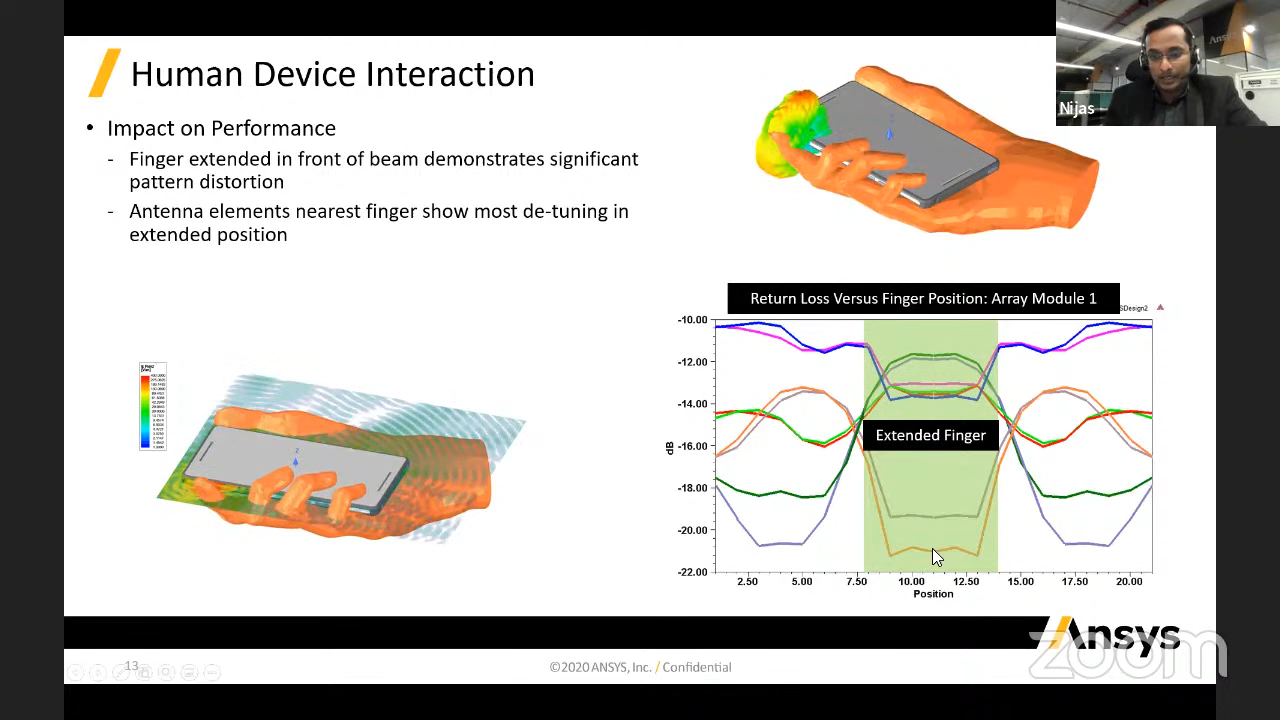 Human Device Interaction
Nijas
• Impact on Performance
- Finger extended in front of beam demonstrates significant
pattern distortion
- Antenna elements nearest finger show most de-tuning in
extended position
Return Loss Versus Finger Position: Array Module 1
SDesign2
-10.00
-12.00
-14.00
-16.00
-18.00
-20.00
-22.00
dB
Extended Finger
2.50 5.00 7.50 10.00 12.50 15.00 17.50 20.00
Position
z
Ansys
13
©2020 ANSYS, Inc. / Confidential
zoom